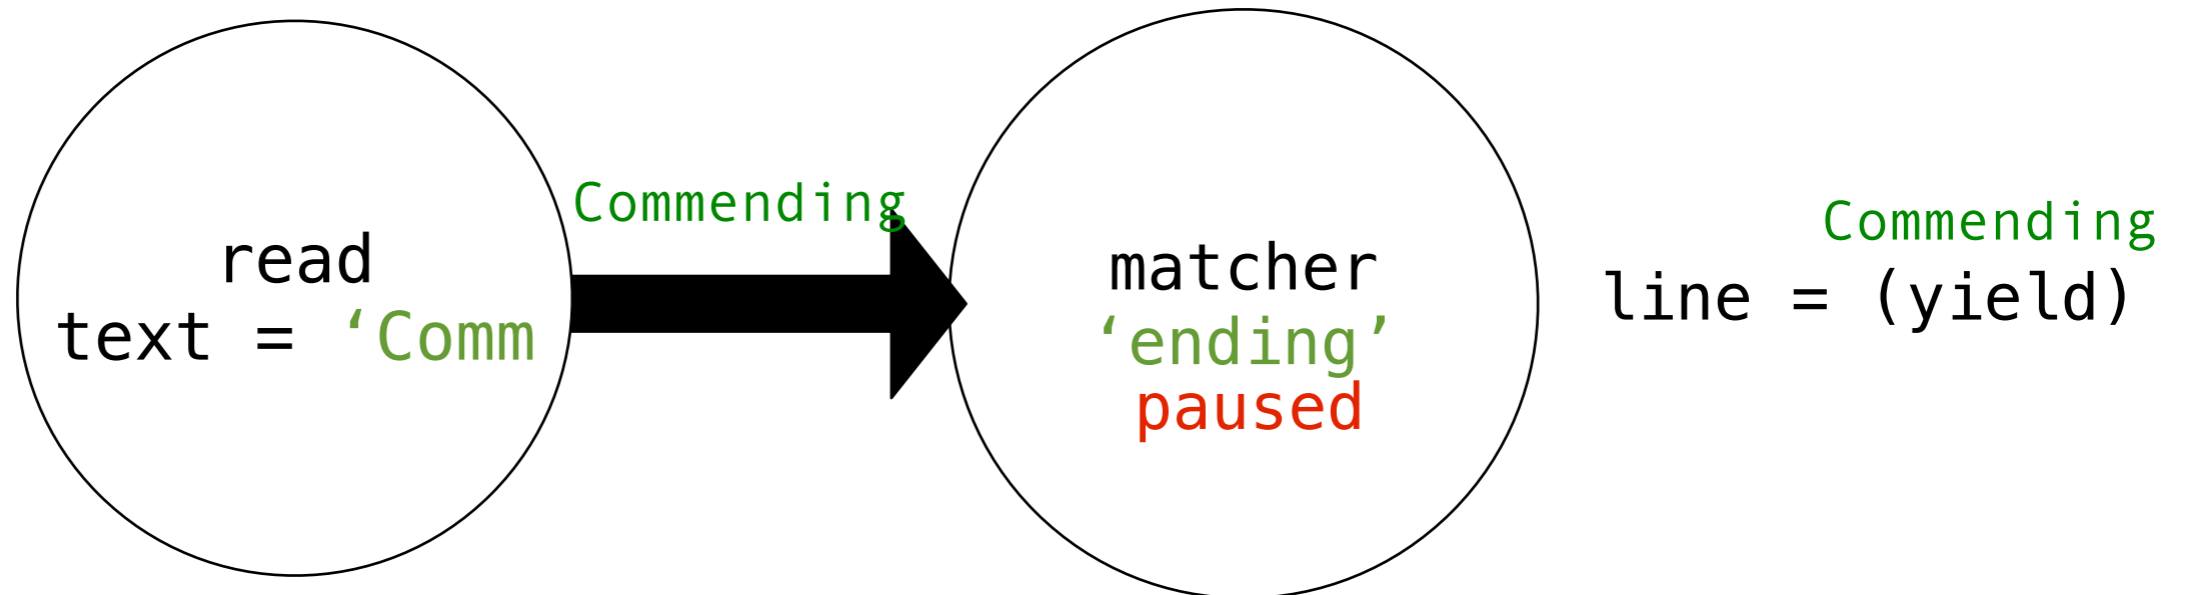 read
text = ‘Comm
Commending
matcher
‘ending’
paused
Commending
line = (yield)